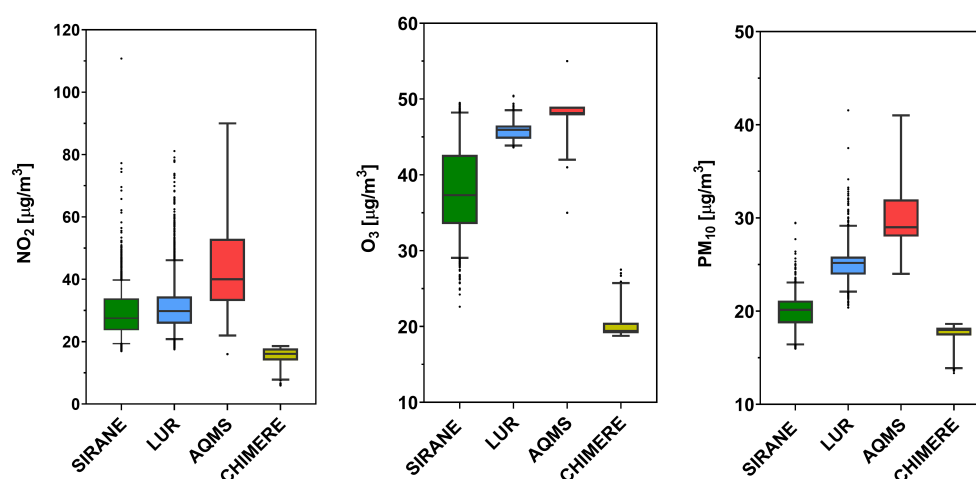 NO2 [µg/m3]
120
100
80
60
40
20
0
SIRANE
LUR
AQMS
CHIMERE
O3 [µg/m3]
60
50
40
30
20
10
SIRANE
LUR
AQMS
CHIMERE
PM10 [µg/m3]
50
40
30
20
10
SIRANE
LUR
AQMS
CHIMERE